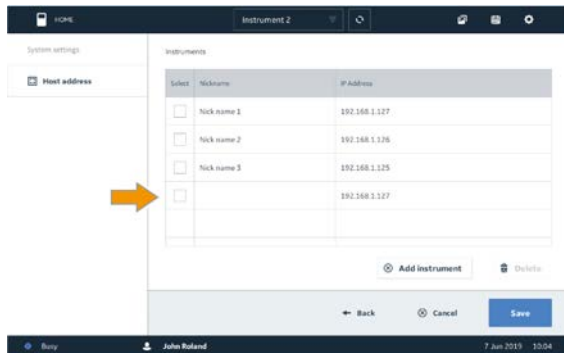 HOME Instrument 2
System settings
Host address
Instruments
Select Nickname IP Address
Nick name 1 192.168.1.127
Nick name 2 192.168.1.126
Nick name 3 192.168.1.125
192.168.1.127
Add instrument Delete
Back Cancel Save
Busy John Roland 7 Jun 2019 10:04